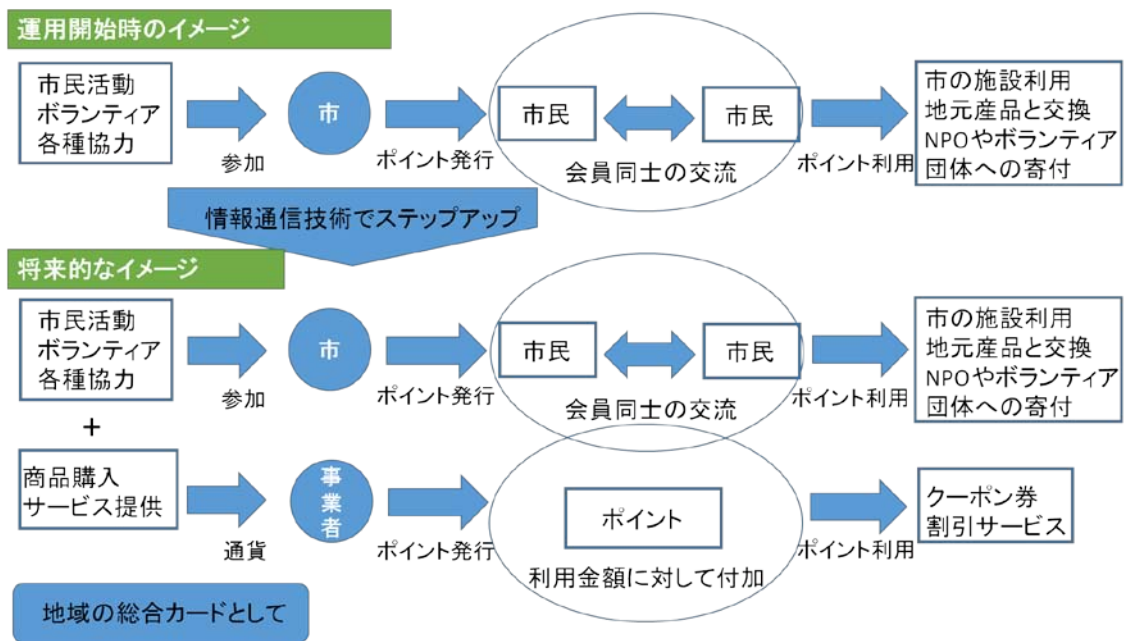 運用開始時のイメージ
市民活動
ボランティア
各種協力
参加
市
ポイント発行
市民
市民
会員同士の交流
ポイント利用
市の施設利用
地元産品と交換
NPOやボランティア
団体への寄付
情報通信技術でステップアップ
将来的なイメージ
市民活動
ボランティア
各種協力
参加
市
ポイント発行
市民
市民
会員同士の交流
ポイント利用
市の施設利用
地元産品と交換
NPOやボランティア
団体への寄付
+
商品購入
サービス提供
通貨
事業者
ポイント発行
ポイント
利用金額に対して付加
ポイント利用
クーポン券
割引サービス
地域の総合カードとして